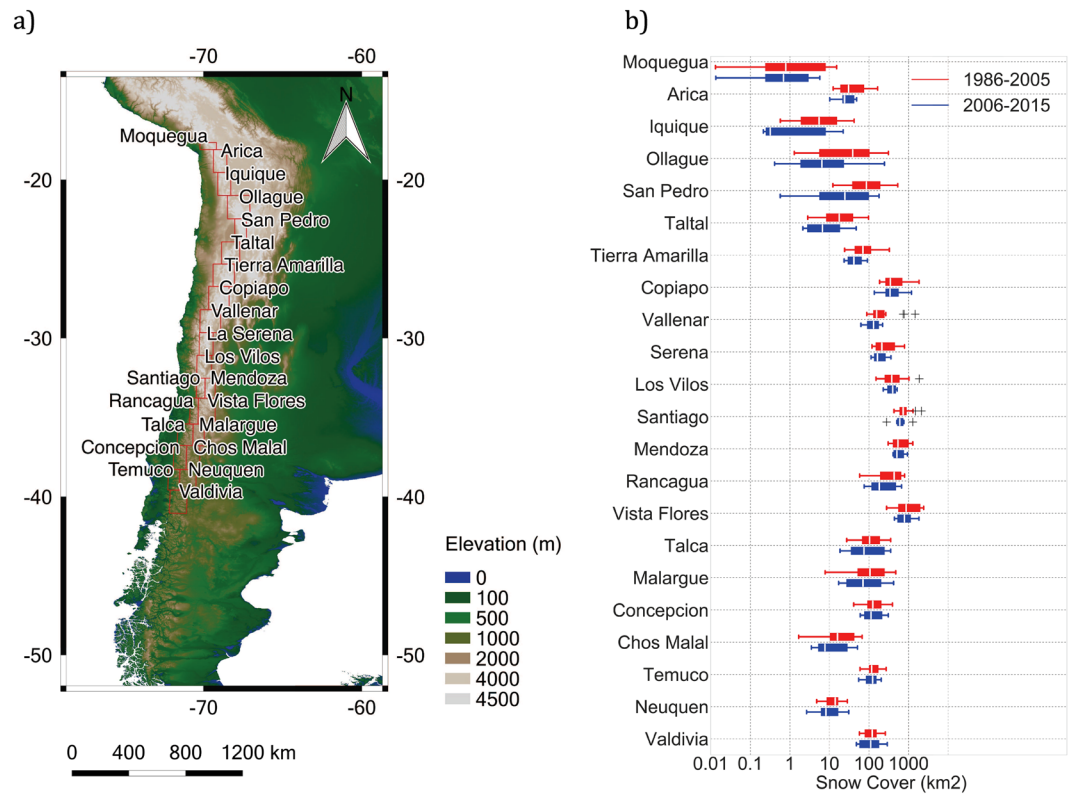 a)
-70
-60
N
Moquegua
Arica
Iquique
-20
-20
Ollague
San Pedro
Taltal
Tierra Amarilla
Copiapo
Vallenar
-30
-30
La Serena
Los Vilos
Santiago Mendoza
Rancagua Vista Flores
Talca Malargue
Concepcion Chos Malal
Temuco Neuquen
Valdivia
-40
-40
-50
-50
-70
-60
Elevation (m)
0
100
500
1000
2000
4000
4500
0 400 800 1200 km
b)
Moquegua
Arica
Iquique
Ollague
San Pedro
Taltal
Tierra Amarilla
Copiapo
Vallenar
Serena
Los Vilos
Santiago
Mendoza
Rancagua
Vista Flores
Talca
Malargue
Concepcion
Chos Malal
Temuco
Neuquen
Valdivia
1986-2005
2006-2015
0.01 0.1 1 10 100 1000
Snow Cover (km2)